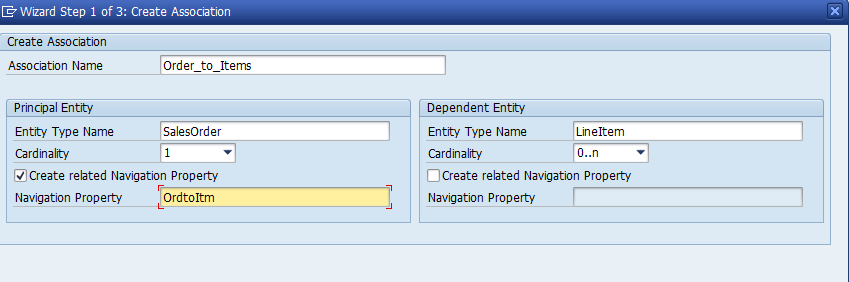 Wizard Step 1 of 3: Create Association
Create Association
Association Name Order_to_Items
Principal Entity
Entity Type Name SalesOrder
Cardinality 1
Create related Navigation Property
Navigation Property OrdtoItm
Dependent Entity
Entity Type Name LineItem
Cardinality 0..n
Create related Navigation Property
Navigation Property